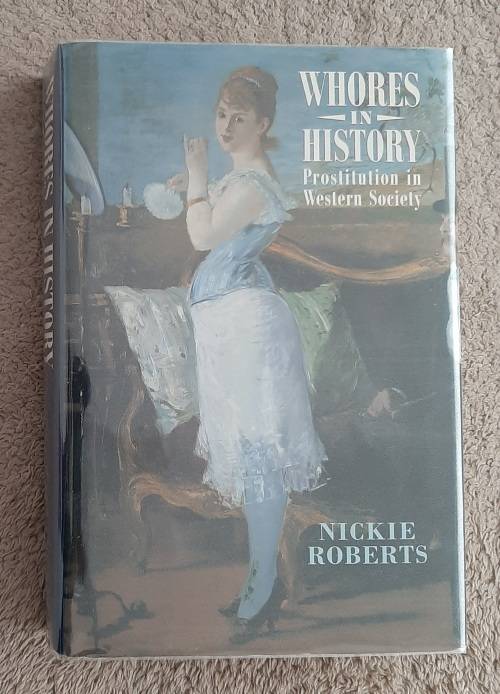 WHORES
IN
HISTORY
Prostitution in
Western Society
NICKIE
ROBERTS
WHORES IN HISTORY